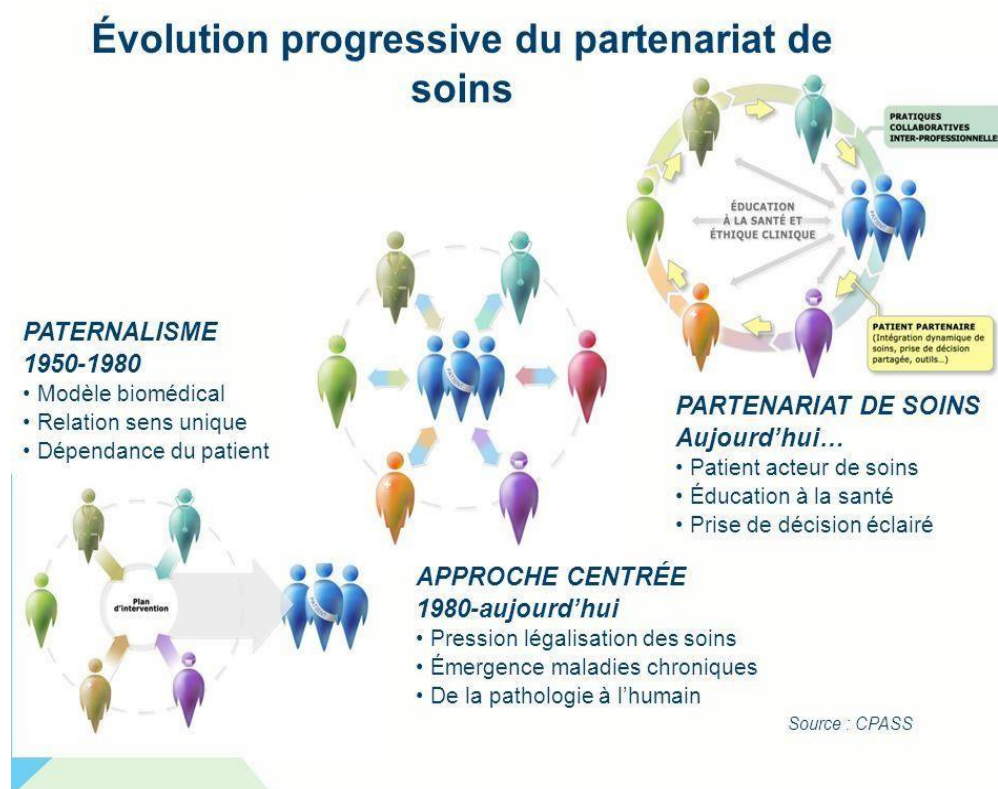 Évolution progressive du partenariat de
soins
PATERNALISME
1950-1980
• Modèle biomédical
• Relation sens unique
• Dépendance du patient
Plan
d'intervention
PATIENT
PATIENT
APPROCHE CENTRÉE
1980-aujourd'hui
• Pression légalisation des soins
• Émergence maladies chroniques
• De la pathologie à l'humain
PRATIQUES
COLLABORATIVES
INTER-PROFESSIONNELLE
ÉDUCATION
À LA SANTÉ ET
ÉTHIQUE CLINIQUE
PATIENT
PATIENT PARTENAIRE
(Intégration dynamique de
soins, prise de décision
partagée, outils...)
PARTENARIAT DE SOINS
Aujourd'hui...
• Patient acteur de soins
• Éducation à la santé
• Prise de décision éclairé
Source : CPASS